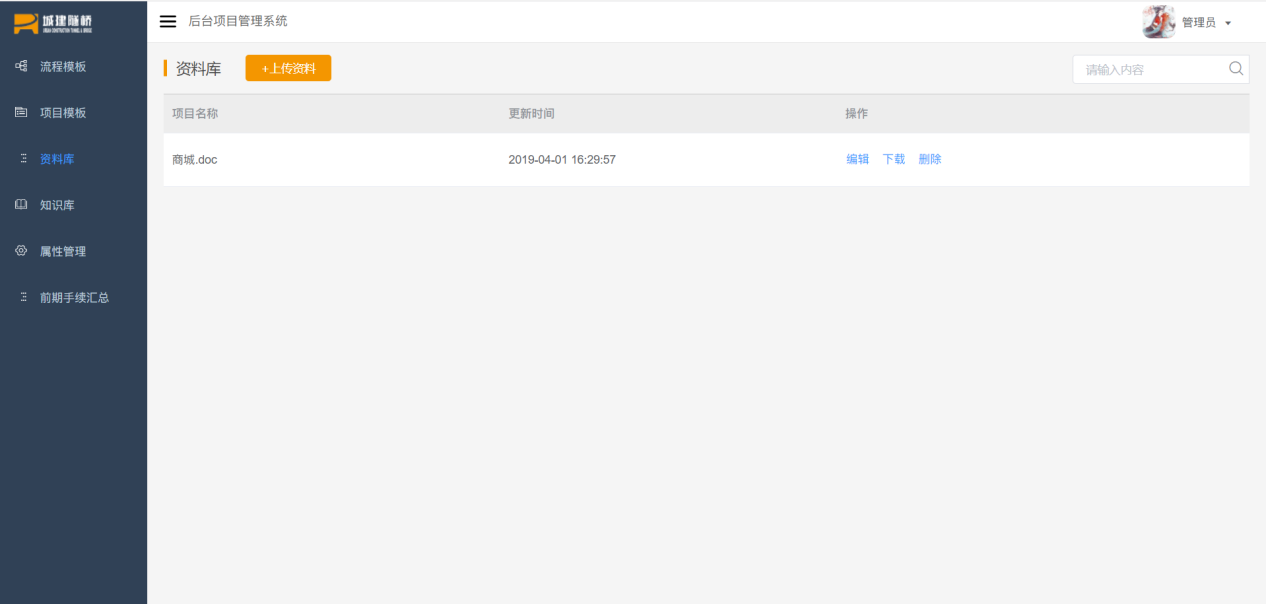 城建隧桥
后台项目管理系统
管理员
流程模板
项目模板
资料库
知识库
属性管理
前期手续汇总
资料库
+上传资料
请输入内容
项目名称 更新时间 操作
商城.doc 2019-04-01 16:29:57 编辑 下载 删除